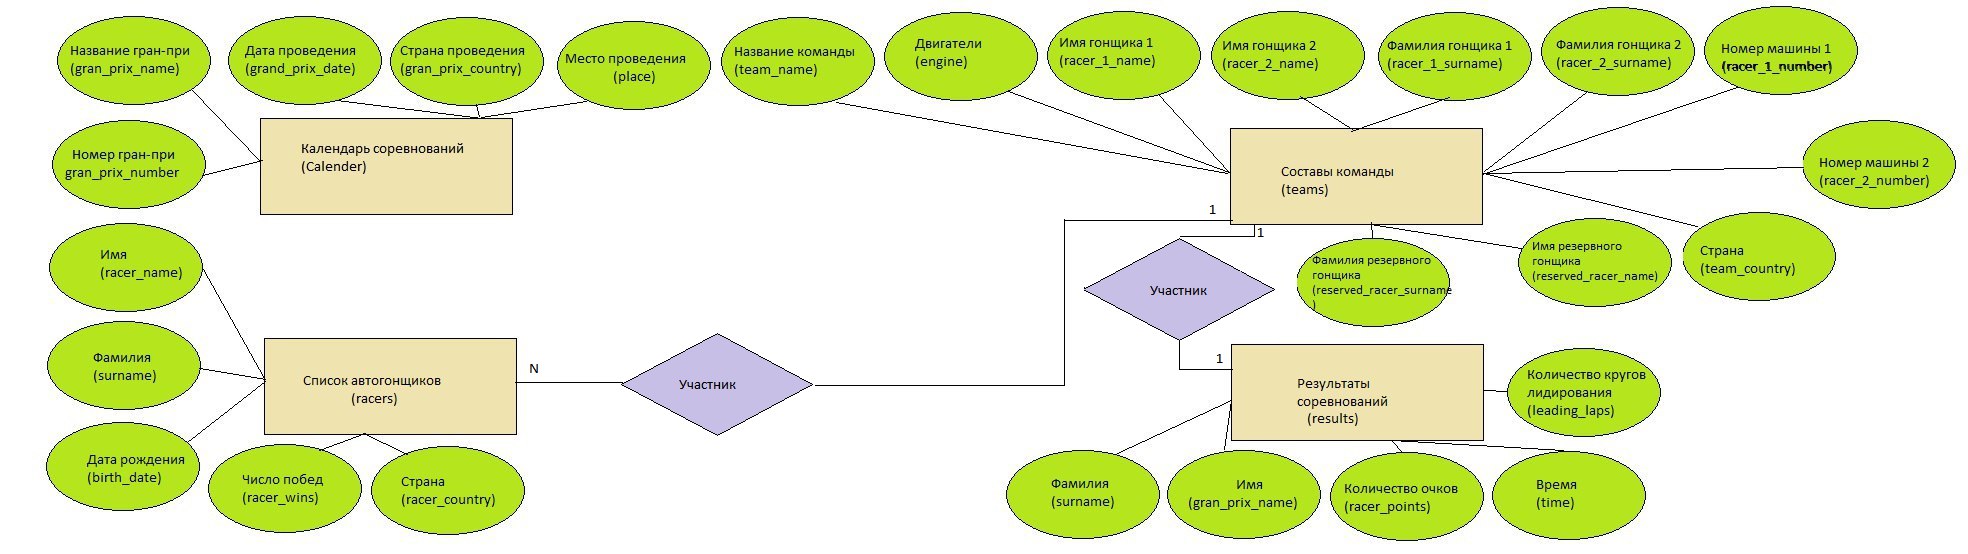 Название гран-при
(gran_prix_name)
Дата проведения
(grand_prix_date)
Страна проведения
(gran_prix_country)
Место проведения
(place)
Название команды
(team_name)
Двигатели
(engine)
Имя гонщика 1
(racer_1_name)
Имя гонщика 2
(racer_2_name)
Фамилия гонщика 1
(racer_1_surname)
Фамилия гонщика 2
(racer_2_surname)
Номер машины 1
(racer_1_number)
Номер гран-при
gran_prix_number
Календарь соревнований
(Calender)
Составы команды
(teams)
Номер машины 2
(racer_2_number)
1
1
Имя
(racer_name)
Участник
Фамилия резервного
гонщика
(reserved_racer_surname
)
Имя резервного
гонщика
(reserved_racer_name)
Страна
(team_country)
Фамилия
(surname)
Список автогонщиков
(racers)
N
Участник
1
Результаты
соревнований
(results)
Количество кругов
лидирования
(leading_laps)
Дата рождения
(birth_date)
Число побед
(racer_wins)
Страна
(racer_country)
Фамилия
(surname)
Имя
(gran_prix_name)
Количество очков
(racer_points)
Время
(time)